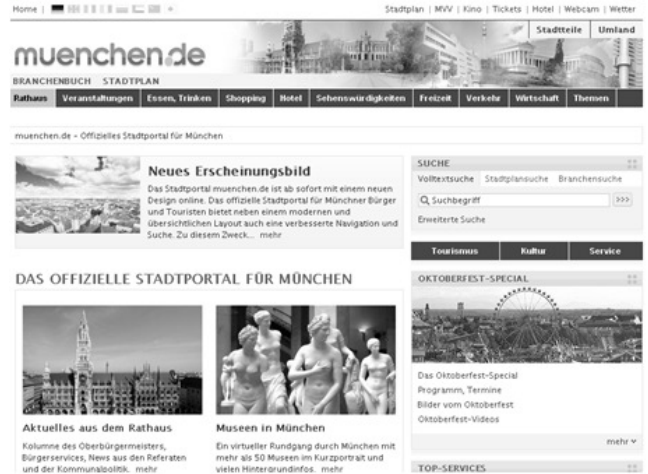 Home |
Stadtplan | MVV | Kino | Tickets | Hotel | Webcam | Wetter
Stadtteile Umland
muenchen.de
BRANCHENBUCH STADTPLAN
Rathaus Veranstaltungen Essen, Trinken Shopping Hotel Sehenswürdigkeiten Freizeit Verkehr Wirtschaft Themen
muenchen.de - Offizielles Stadtportal für München
Neues Erscheinungsbild
Das Stadtportal muenchen.de ist ab sofort mit einem neuen
Design online. Das offizielle Stadtportal für Münchner Bürger
und Touristen bietet neben einem modernen und
übersichtlichen Layout auch eine verbesserte Navigation und
Suche. Zu diesem Zweck... mehr
SUCHE
Volltextsuche Stadtplansuche Branchensuche
Suchbegriff >>>
Erweiterte Suche
Tourismus Kultur Service
DAS OFFIZIELLE STADTPORTAL FÜR MÜNCHEN
Aktuelles aus dem Rathaus
Kolumne des Oberbürgermeisters,
Bürgerservices, News aus den Referaten
und der Kommunalpolitik. mehr
Museen in München
Ein virtueller Rundgang durch München mit
mehr als 50 Museen im Kurzportrait und
vielen Hintergrundinfos. mehr
OKTOBERFEST-SPECIAL
Das Oktoberfest-Special
Programm, Termine
Bilder vom Oktoberfest
Oktoberfest-Videos
mehr
TOP-SERVICES